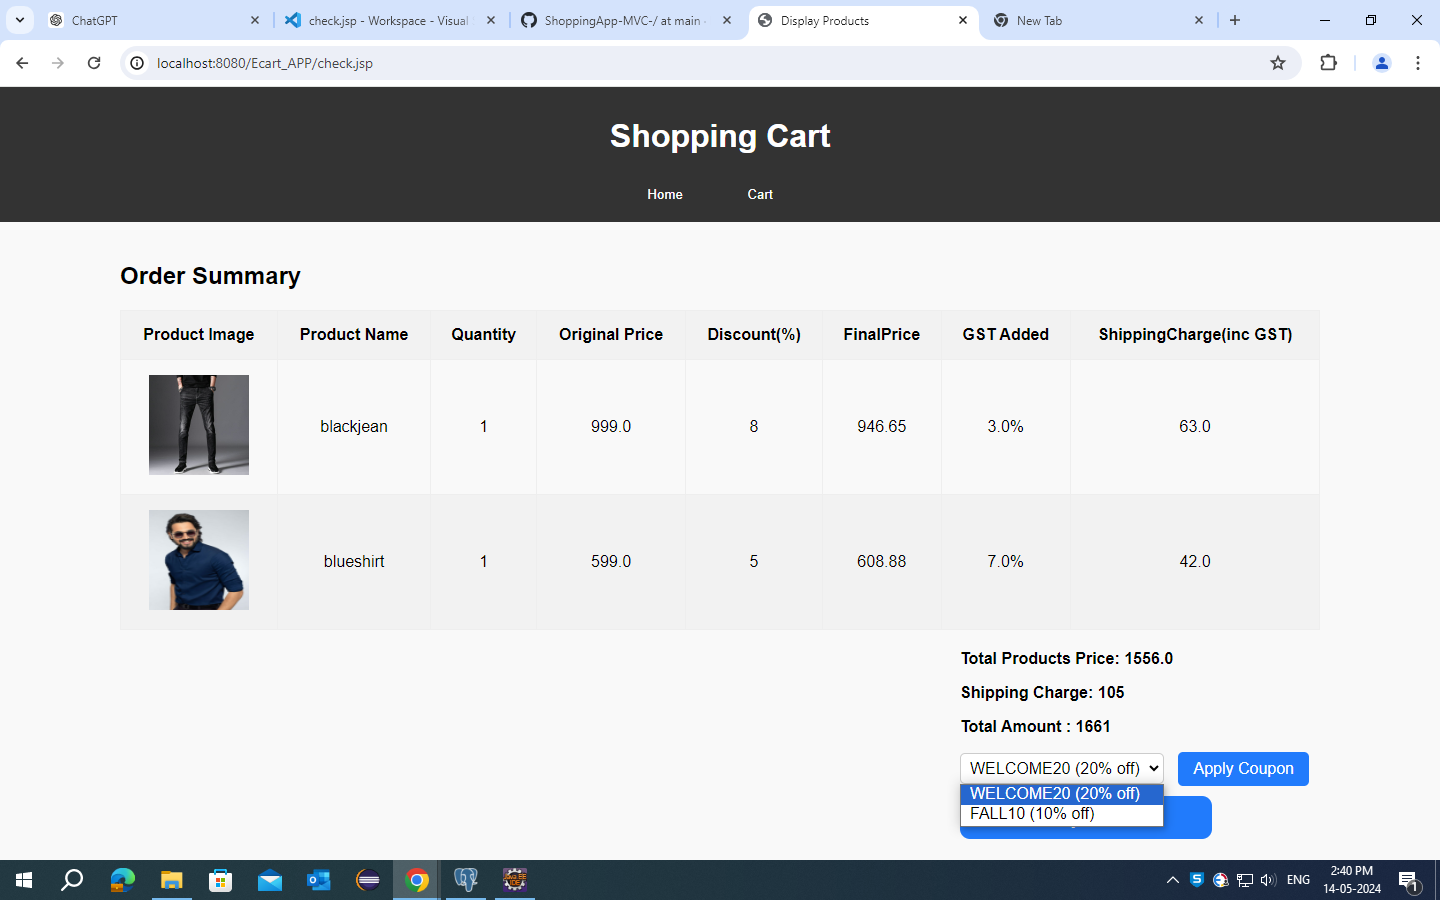 ChatGPT
check.jsp - Workspace - Visual
ShoppingApp-MVC-/ at main
Display Products
New Tab
localhost:8080/Ecart_APP/check.jsp
Shopping Cart
Home Cart
Order Summary
Product Image Product Name Quantity Original Price Discount(%) FinalPrice GST Added ShippingCharge(inc GST)
blackjean 1 999.0 8 946.65 3.0% 63.0
blueshirt 1 599.0 5 608.88 7.0% 42.0
Total Products Price: 1556.0
Shipping Charge: 105
Total Amount : 1661
WELCOME20 (20% off) Apply Coupon
WELCOME20 (20% off)
FALL10 (10% off)
ENG
2:40 PM
14-05-2024
1